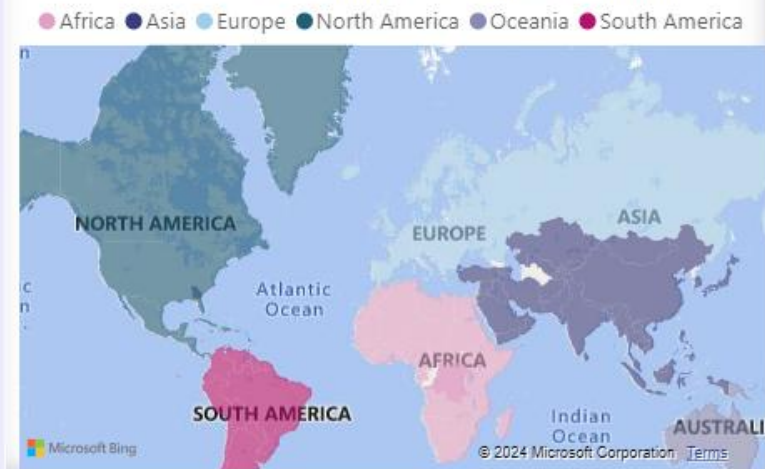 Africa Asia Europe North America Oceania South America
n
NORTH AMERICA
ASIA
EUROPE
c
n
Atlantic
Ocean
AFRICA
SOUTH AMERICA
Indian
Ocean
AUSTRALI
Microsoft Bing
© 2024 Microsoft Corporation Terms